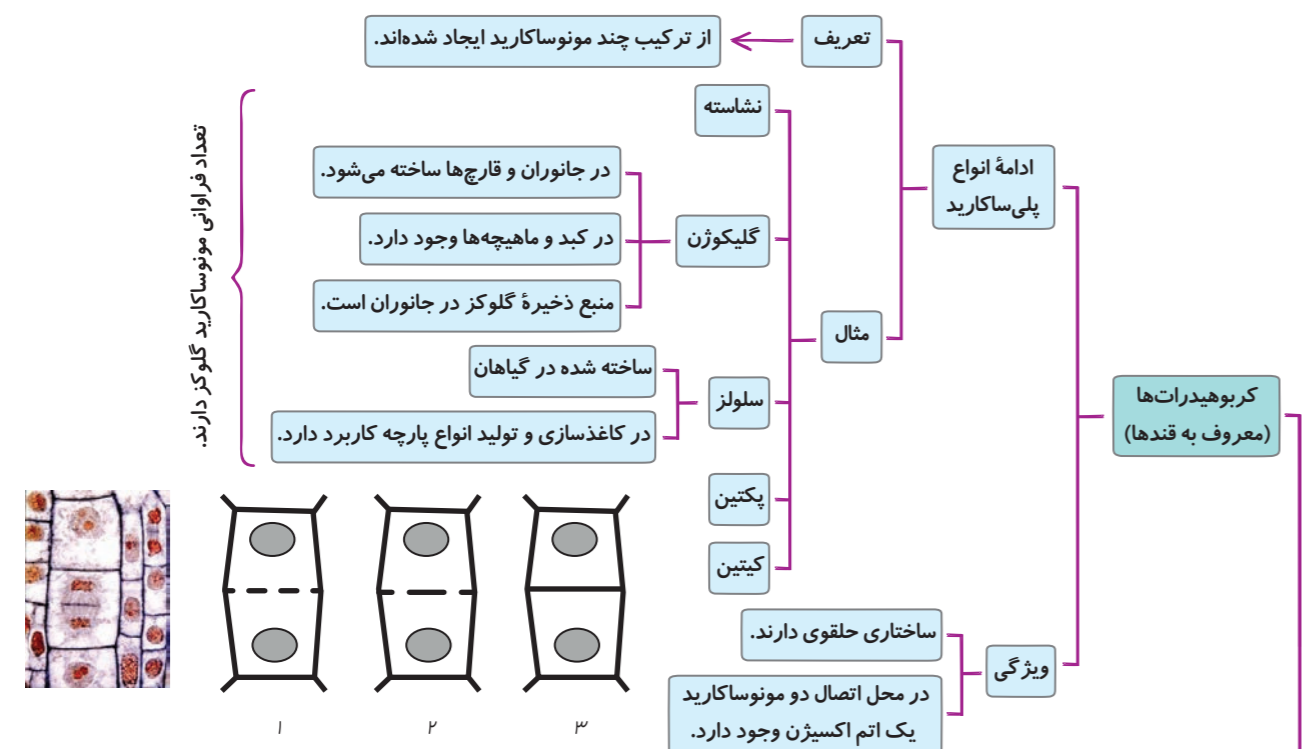 کربوهیدرات‌ها
(معروف به قندها)
ادامهٔ انواع
پلی‌ساکارید
تعریف
از ترکیب چند مونوساکارید ایجاد شده‌اند.
مثال
نشاسته
گلیکوژن
در جانوران و قارچ‌ها ساخته می‌شود.
در کبد و ماهیچه‌ها وجود دارد.
منبع ذخیرهٔ گلوکز در جانوران است.
سلولز
ساخته شده در گیاهان
در کاغذسازی و تولید انواع پارچه کاربرد دارد.
تعداد فراوانی مونوساکارید گلوکز دارند.
پکتین
کیتین
ویژگی
ساختاری حلقوی دارند.
در محل اتصال دو مونوساکارید
یک اتم اکسیژن وجود دارد.
۳
۲
۱